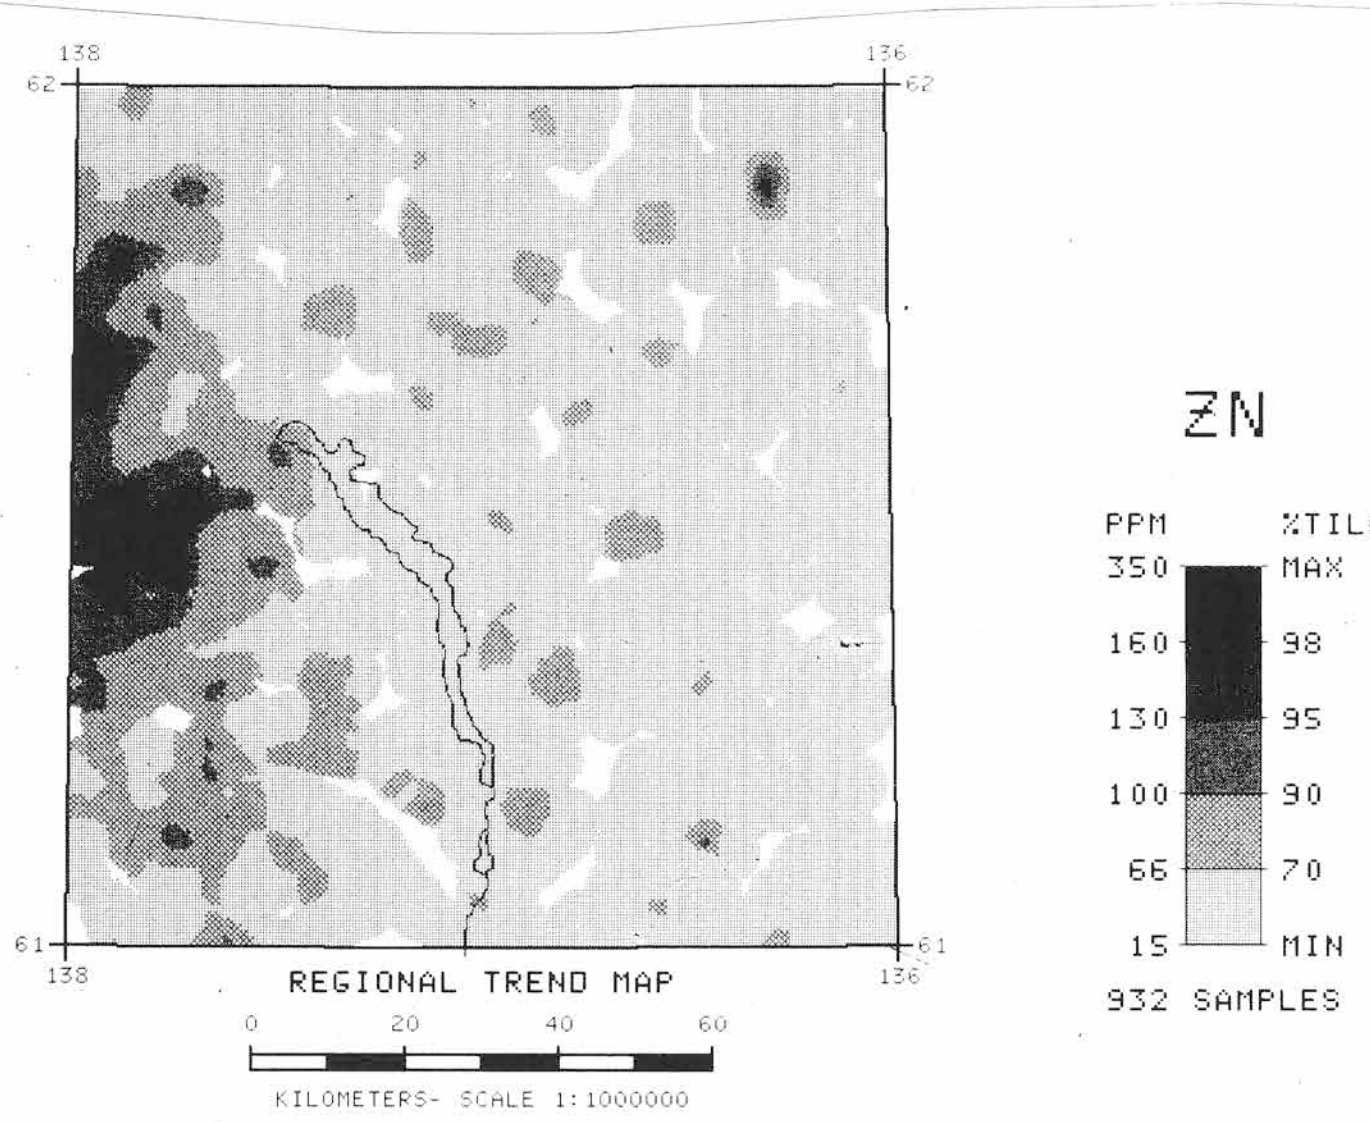 138 136
62 62
ZN
PPM %TIL
350 MAX
160 98
130 95
100 90
66 70
15 MIN
932 SAMPLES
61 61
138 136
REGIONAL TREND MAP
0 20 40 60
KILOMETERS- SCALE 1:1000000